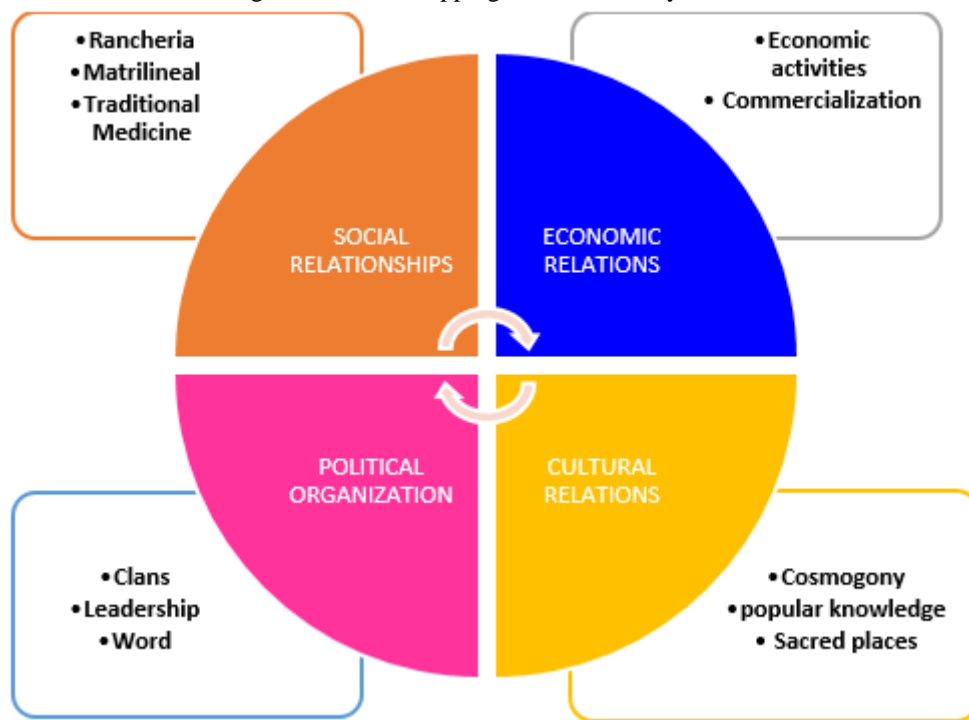 •Rancheria
•Matrilineal
•Traditional
Medicine
•Economic
activities
• Commercialization
SOCIAL
RELATIONSHIPS
ECONOMIC
RELATIONS
POLITICAL
ORGANIZATION
CULTURAL
RELATIONS
•Clans
•Leadership
•Word
•Cosmogony
•popular knowledge
• Sacred places